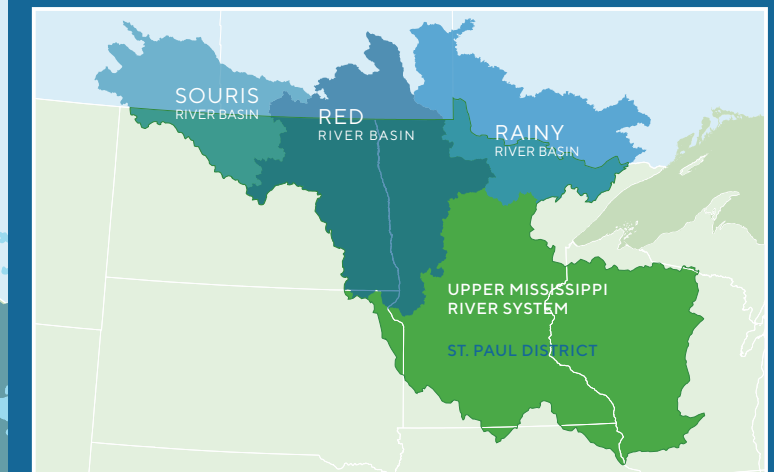 SOURIS
RIVER BASIN
RED
RIVER BASIN
RAINY
RIVER BASIN
UPPER MISSISSIPPI
RIVER SYSTEM
ST. PAUL DISTRICT